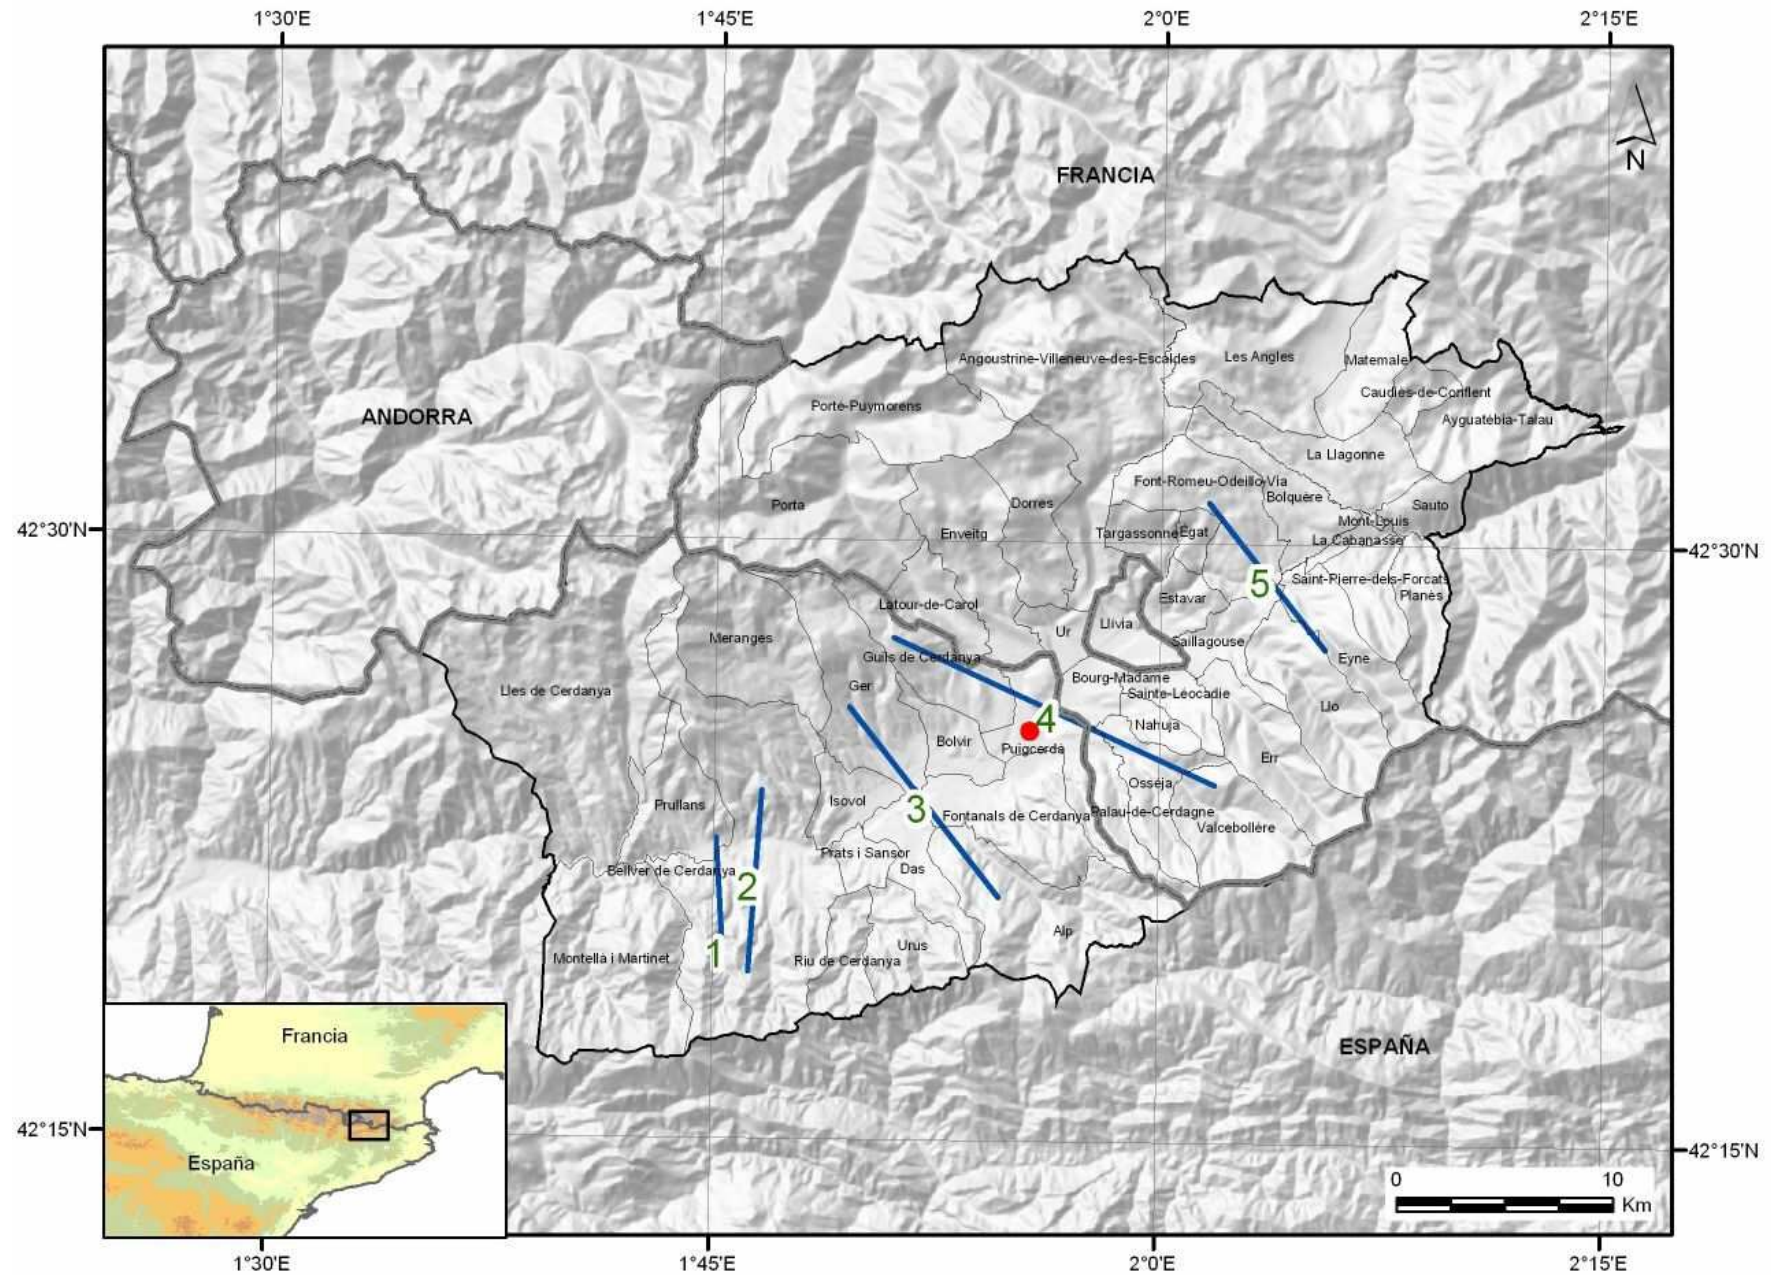 1°30'E
1°45'E
2°0'E
2°15'E
FRANCIA
N
Angoustrine-Villeneuve-des-Escaldes
Les Angles
Matemale
Caudiès-de-Conflent
Ayguatébia-Talau
Porté-Puymorens
ANDORRA
La Llagonne
Font-Romeu-Odeillo-Via
Bolquère
Porta
Dorres
Sauto
Mont-Louis
42°30'N
Enveitg
Targassonne
Égat
La Cabanasse
42°30'N
5
Saint-Pierre-dels-Forcats
Planès
Latour-de-Carol
Estavar
Llívia
Ur
Meranges
Saillagouse
Guils de Cerdanya
Eyne
Bourg-Madame
Ger
Lles de Cerdanya
Sainte-Léocadie
Llo
4
Nahuja
Bolvir
Puigcerdà
Err
Osséja
Prullans
Isovol
3
Fontanals de Cerdanya
Palau-de-Cerdagne
Valcebollère
Prats i Sansor
Das
Bellver de Cerdanya
2
Alp
1
Urus
Montellà i Martinet
Riu de Cerdanya
Francia
ESPAÑA
42°15'N
42°15'N
España
0
10
Km
1°30'E
1°45'E
2°0'E
2°15'E